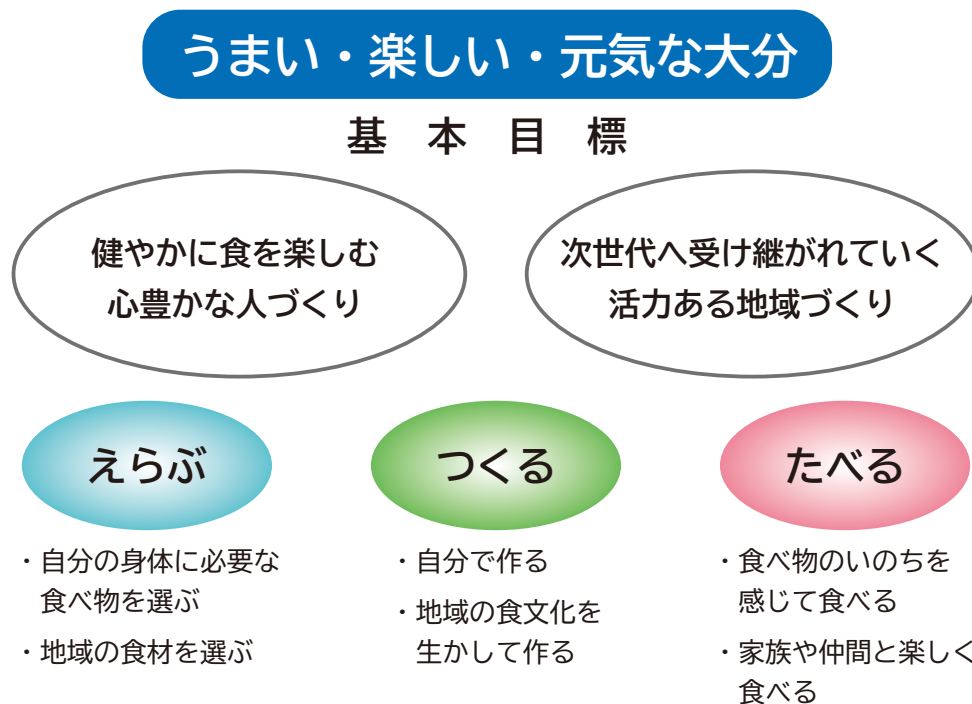 うまい・楽しい・元気な大分
基本目標
健やかに食を楽しむ
心豊かな人づくり
次世代へ受け継がれていく
活力ある地域づくり
えらぶ
・自分の身体に必要な
食べ物を選ぶ
・地域の食材を選ぶ
つくる
・自分で作る
・地域の食文化を
生かして作る
たべる
・食べ物のいのちを
感じて食べる
・家族や仲間と楽しく
食べる